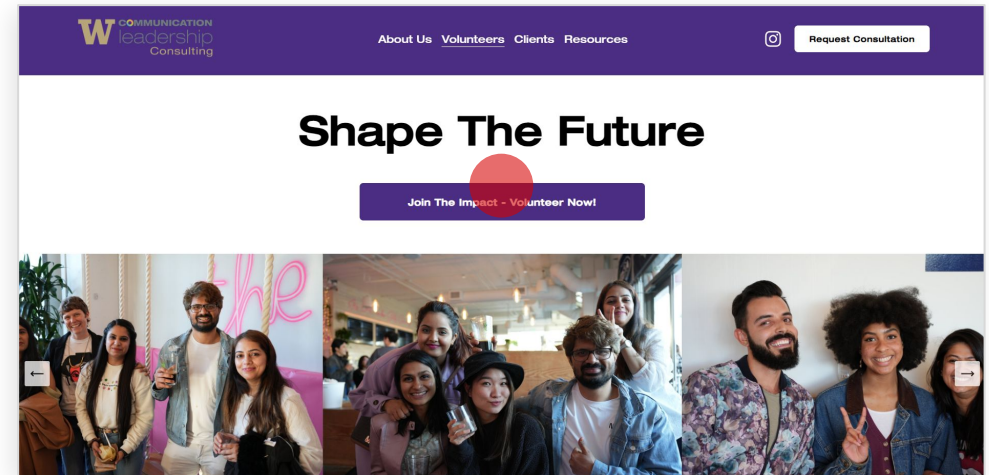 W COMMUNICATION
leadership
Consulting
About Us Volunteers Clients Resources
Request Consultation
Shape The Future
Join The Impact - Volunteer Now!
the
← →